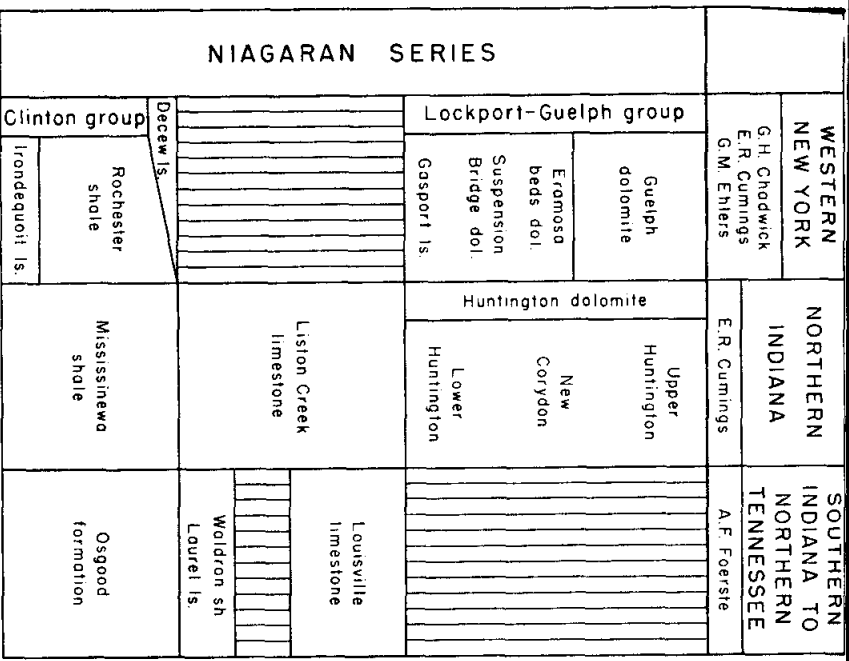 NIAGARAN SERIES
Clinton group
Decew ls.
Lockport-Guelph group
WESTERN
NEW YORK
G.H. Chadwick
E.R. Cumings
G.M. Ehlers
Irondequoit ls.
Rochester
shale
Gasport ls.
Suspension
Bridge dol.
Eramosa
beds dol.
Guelph
dolomite
NORTHERN
INDIANA
E.R. Cumings
Huntington dolomite
Mississinewa
shale
Liston Creek
limestone
Lower
Huntington
New
Corydon
Upper
Huntington
SOUTHERN
INDIANA TO
NORTHERN
TENNESSEE
A.F. Foerste
Osgood
formation
Waldron sh
Laurel ls.
Louisville
limestone